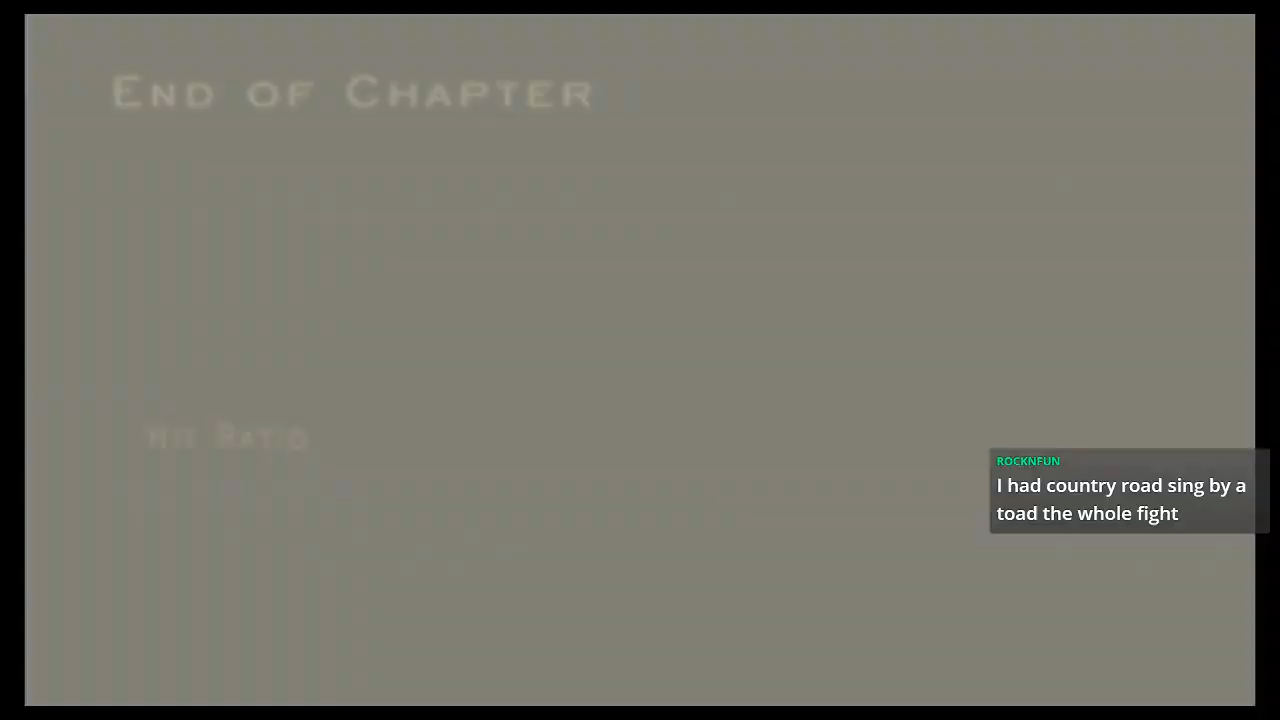 End of Chapter
Hit Ratio
ROCKNFUN
I had country road sing by a
toad the whole fight